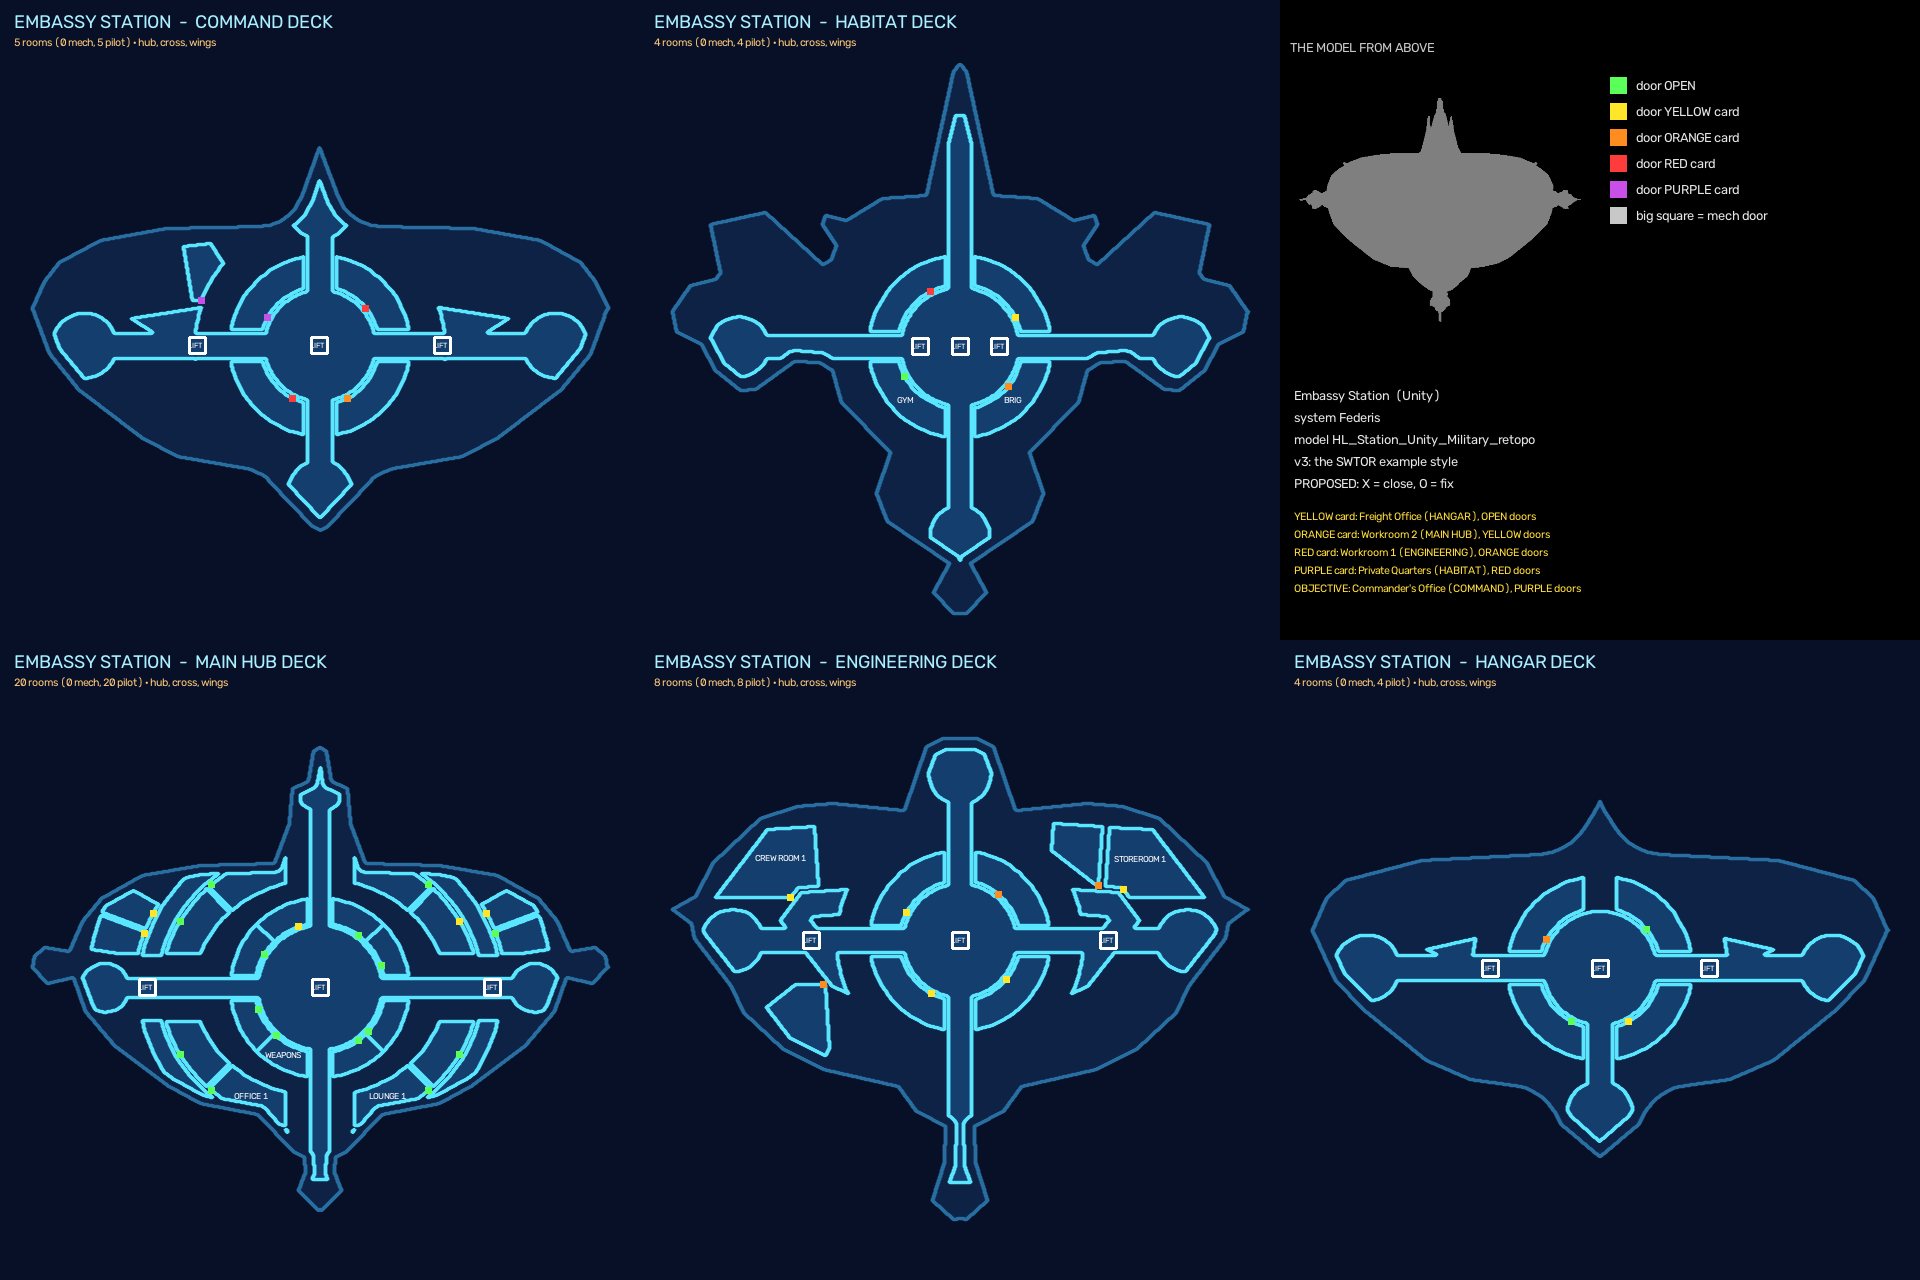 EMBASSY STATION - COMMAND DECK
5 rooms (0 mech, 5 pilot) • hub, cross, wings
LIFT
LIFT
LIFT
EMBASSY STATION - HABITAT DECK
4 rooms (0 mech, 4 pilot) • hub, cross, wings
LIFT
LIFT
LIFT
GYM
BRIG
THE MODEL FROM ABOVE
door OPEN
door YELLOW card
door ORANGE card
door RED card
door PURPLE card
big square = mech door
Embassy Station (Unity)
system Federis
model HL_Station_Unity_Military_retopo
v3: the SWTOR example style
PROPOSED: X = close, O = fix
YELLOW card: Freight Office (HANGAR), OPEN doors
ORANGE card: Workroom 2 (MAIN HUB), YELLOW doors
RED card: Workroom 1 (ENGINEERING), ORANGE doors
PURPLE card: Private Quarters (HABITAT), RED doors
OBJECTIVE: Commander's Office (COMMAND), PURPLE doors
EMBASSY STATION - MAIN HUB DECK
20 rooms (0 mech, 20 pilot) • hub, cross, wings
LIFT
LIFT
LIFT
WEAPONS
OFFICE 1
LOUNGE 1
EMBASSY STATION - ENGINEERING DECK
8 rooms (0 mech, 8 pilot) • hub, cross, wings
CREW ROOM 1
STOREROOM 1
LIFT
LIFT
LIFT
EMBASSY STATION - HANGAR DECK
4 rooms (0 mech, 4 pilot) • hub, cross, wings
LIFT
LIFT
LIFT